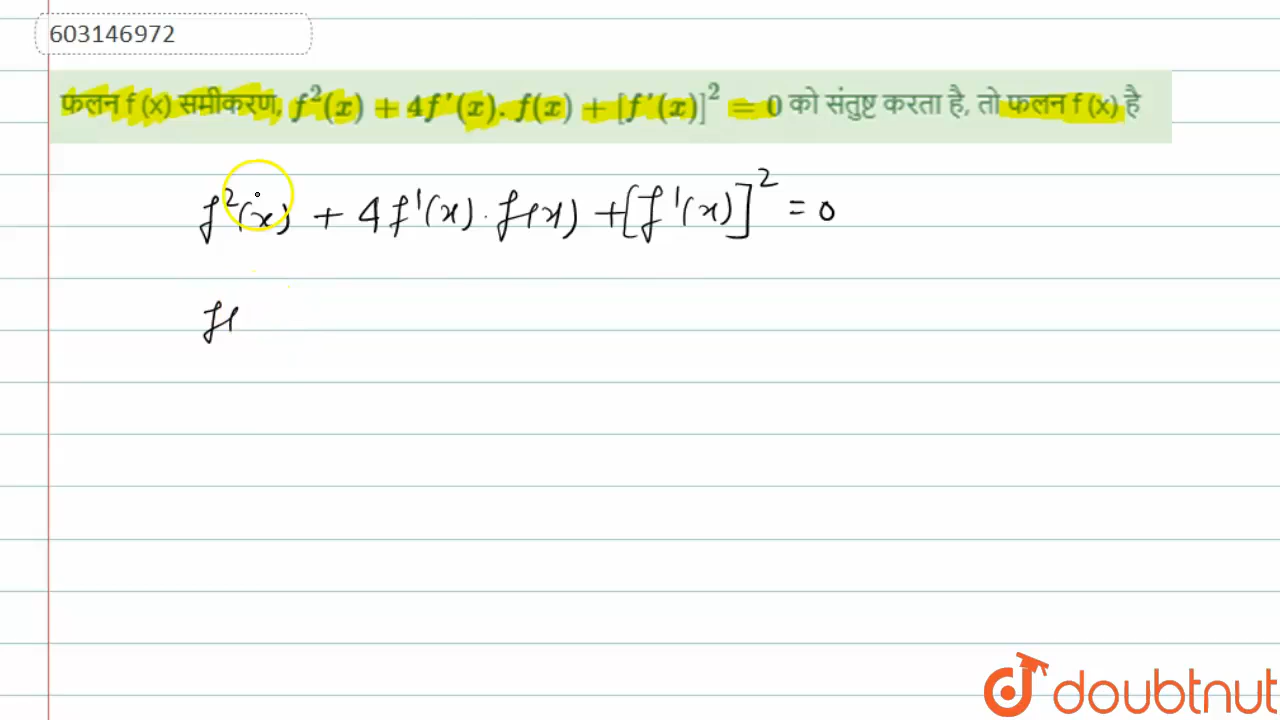 603146972
फलन f (x) समीकरण, f²(x) + 4f'(x). f(x) + [f'(x)]² = 0 को संतुष्ट करता है, तो फलन f (x) है
f²(x) + 4f'(x) . f(x) + [f'(x)]² = 0
f(
doubtnut